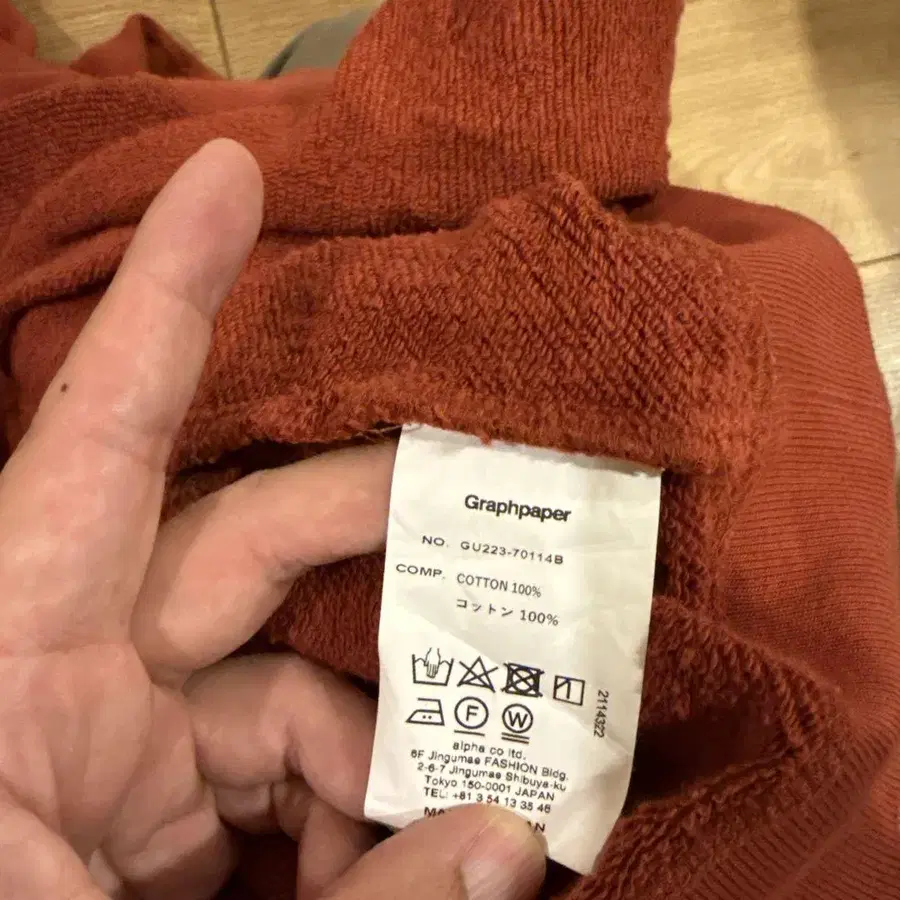 Graphpaper
NO. GU223-70114B
COMP. COTTON 100%
コットン 100%
2114322
F W
alpha co ltd.
6F Jingumae FASHION Bldg.
2-6-7 Jingumae Shibuya-ku
Tokyo 150-0001 JAPAN
TEL: +81 3 54 13 35 46